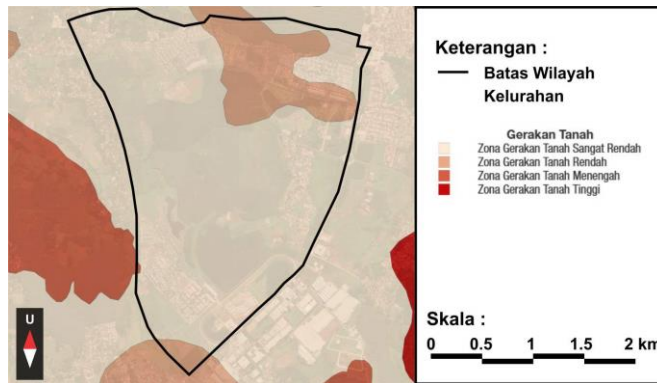 Keterangan :
Batas Wilayah
Kelurahan
Gerakan Tanah
Zona Gerakan Tanah Sangat Rendah
Zona Gerakan Tanah Rendah
Zona Gerakan Tanah Menengah
Zona Gerakan Tanah Tinggi
U
Skala :
0 0.5 1 1.5 2 km